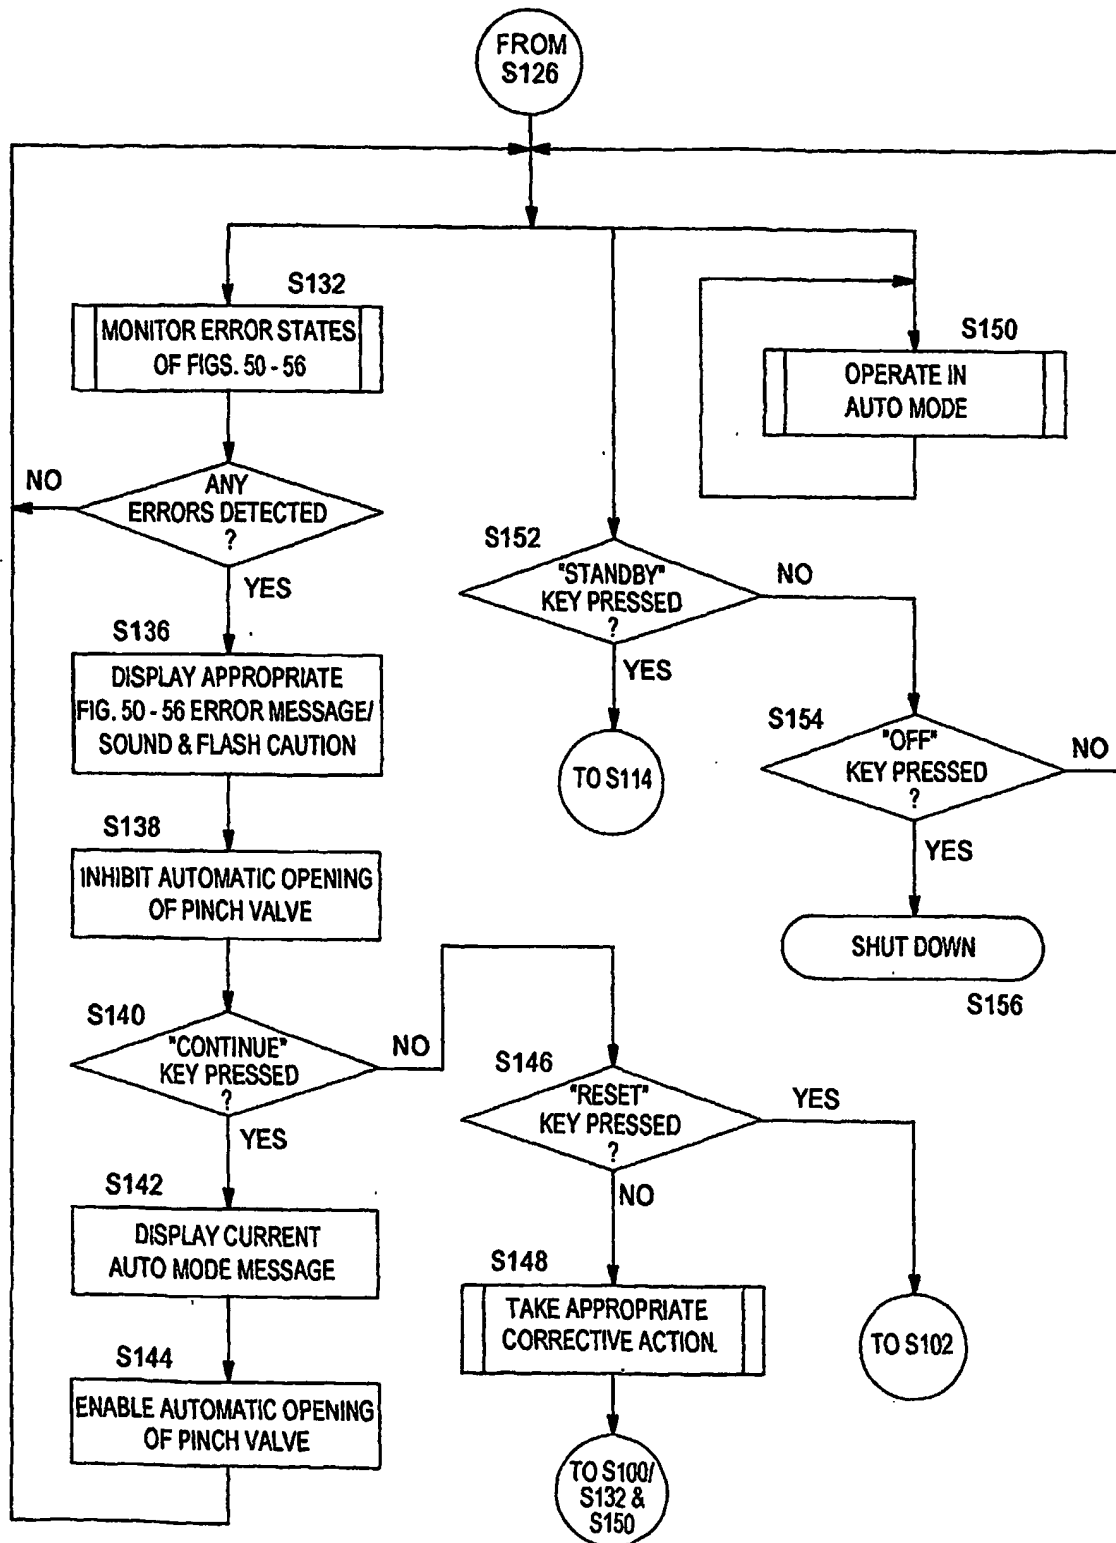 FROM
S126
S132
MONITOR ERROR STATES
OF FIGS. 50 - 56
S150
OPERATE IN
AUTO MODE
NO
ANY
ERRORS DETECTED
?
YES
S152
"STANDBY"
KEY PRESSED
?
NO
YES
S136
DISPLAY APPROPRIATE
FIG. 50 - 56 ERROR MESSAGE/
SOUND & FLASH CAUTION
TO S114
S154
"OFF"
KEY PRESSED
?
NO
YES
S138
INHIBIT AUTOMATIC OPENING
OF PINCH VALVE
SHUT DOWN
S156
S140
"CONTINUE"
KEY PRESSED
?
NO
YES
S146
"RESET"
KEY PRESSED
?
YES
NO
S142
DISPLAY CURRENT
AUTO MODE MESSAGE
S148
TAKE APPROPRIATE
CORRECTIVE ACTION.
TO S102
S144
ENABLE AUTOMATIC OPENING
OF PINCH VALVE
TO S100/
S132 &
S150